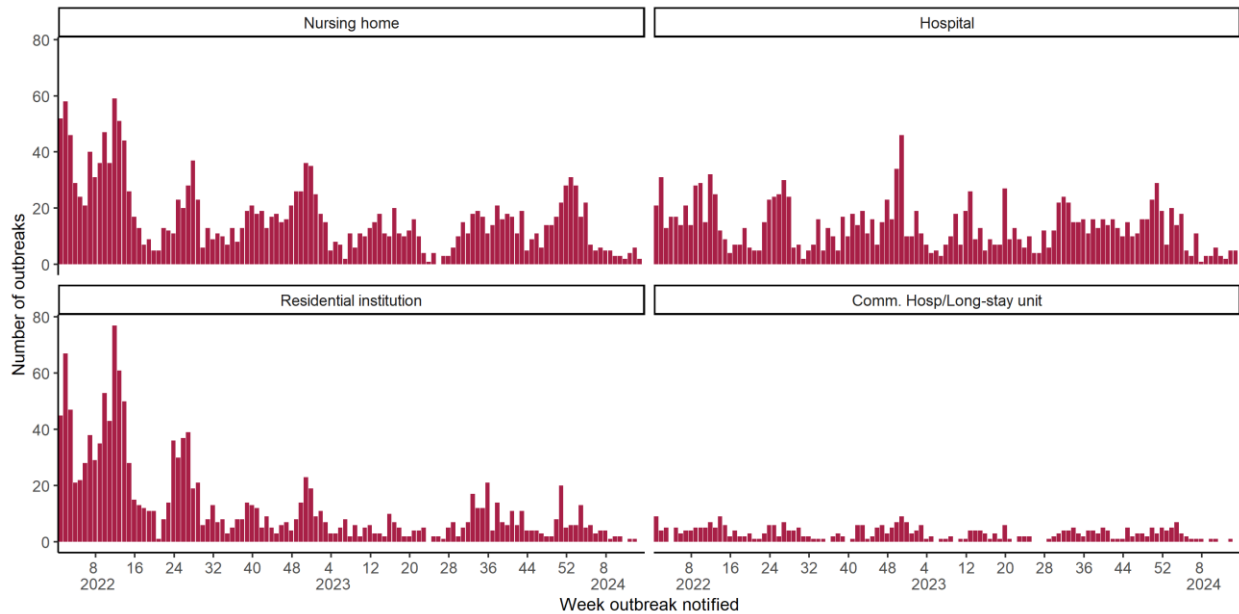 Nursing home
Hospital
80
60
40
20
0
Number of outbreaks
Residential institution
Comm. Hosp/Long-stay unit
80
60
40
20
0
8 16 24 32 40 48 4 12 20 28 36 44 52 8
2022 2023 2024
8 16 24 32 40 48 4 12 20 28 36 44 52 8
2022 2023 2024
Week outbreak notified